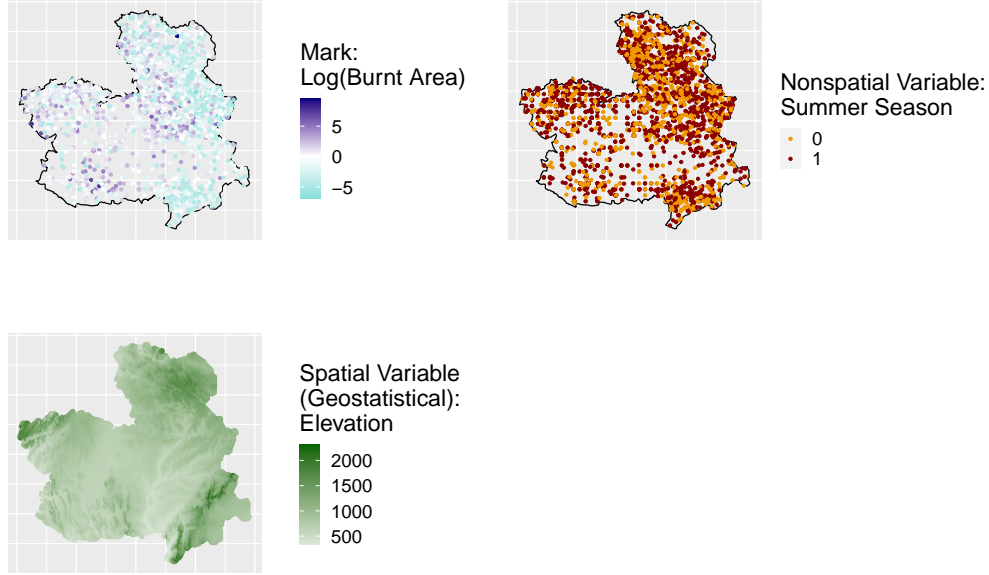 Mark:
Log(Burnt Area)
5
0
−5
Nonspatial Variable:
Summer Season
0
1
Spatial Variable
(Geostatistical):
Elevation
2000
1500
1000
500